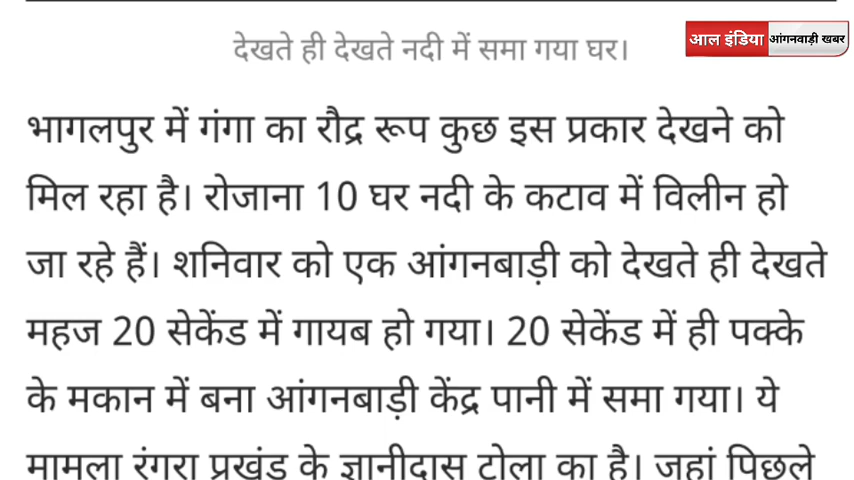 देखते ही देखते नदी में समा गया घर।
आल इंडिया आंगनवाड़ी खबर
भागलपुर में गंगा का रौद्र रूप कुछ इस प्रकार देखने को
मिल रहा है। रोजाना 10 घर नदी के कटाव में विलीन हो
जा रहे हैं। शनिवार को एक आंगनबाड़ी को देखते ही देखते
महज 20 सेकेंड में गायब हो गया। 20 सेकेंड में ही पक्के
के मकान में बना आंगनबाड़ी केंद्र पानी में समा गया। ये
मामला रंगरा प्रखंड के ज्ञानीदास टोला का है। जहां पिछले